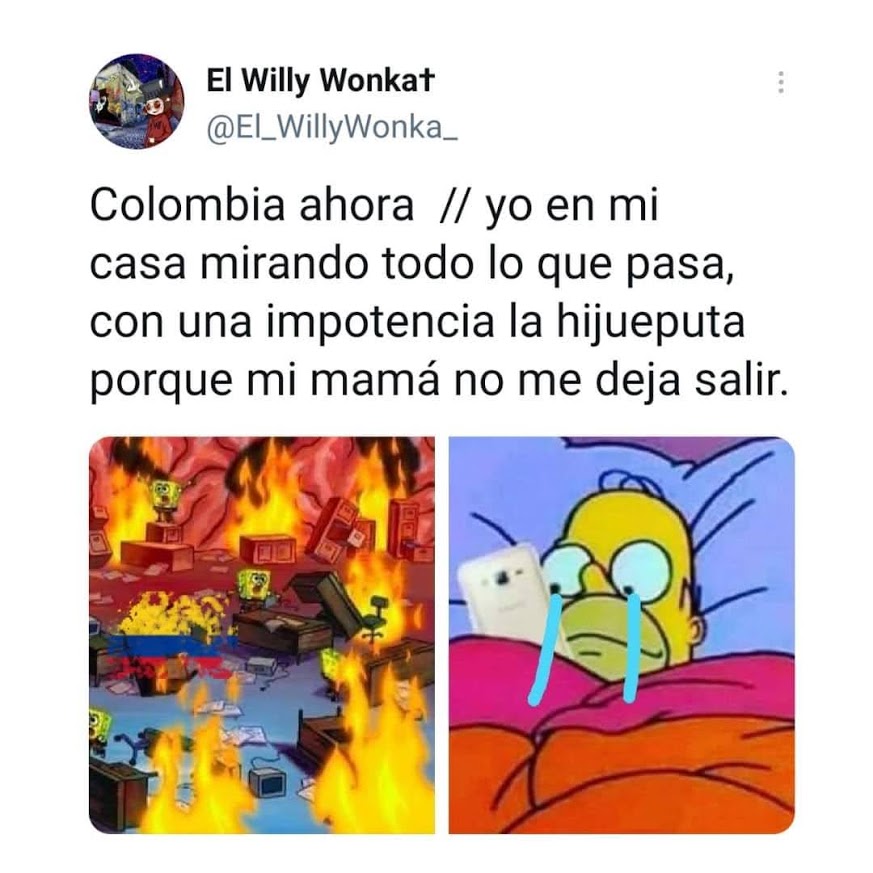 El Willy Wonka✝
@El_WillyWonka_
Colombia ahora // yo en mi
casa mirando todo lo que pasa,
con una impotencia la hijueputa
porque mi mamá no me deja salir.